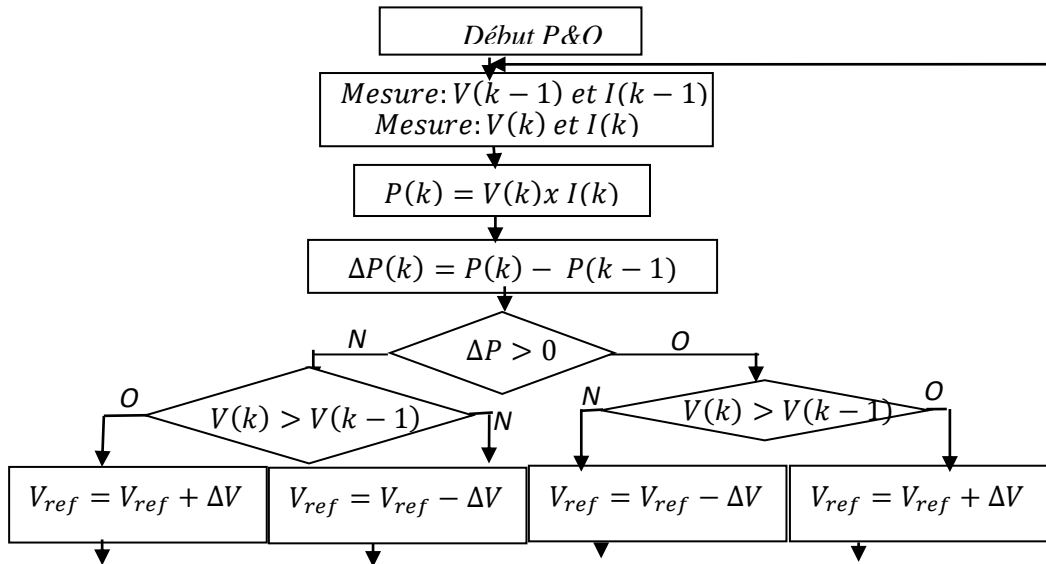 Début P&O
Mesure: V(k − 1) et I(k − 1)
Mesure: V(k) et I(k)
P(k) = V(k)x I(k)
ΔP(k) = P(k) − P(k − 1)
N
ΔP > 0
O
O
V(k) > V(k − 1)
N
N
V(k) > V(k − 1)
O
V_ref = V_ref + ΔV
V_ref = V_ref − ΔV
V_ref = V_ref − ΔV
V_ref = V_ref + ΔV